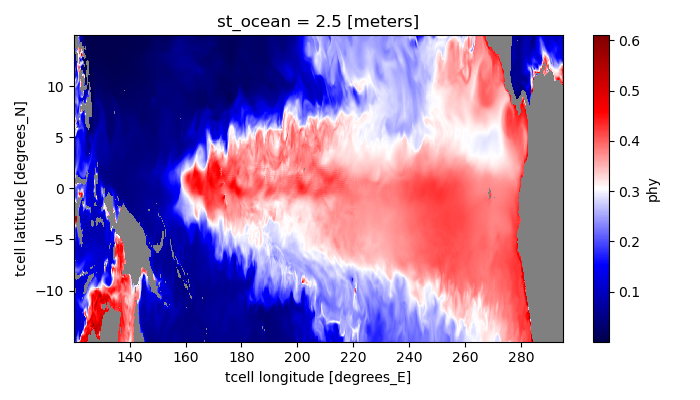 st_ocean = 2.5 [meters]
10
5
0
−5
−10
tcell latitude [degrees_N]
140 160 180 200 220 240 260 280
tcell longitude [degrees_E]
0.6
0.5
0.4
0.3
0.2
0.1
phy